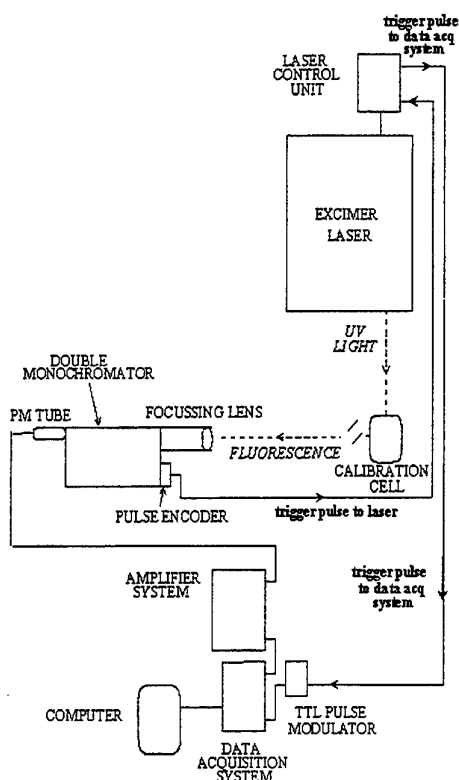 trigger pulse
to data acq
system
LASER
CONTROL
UNIT
EXCIMER
LASER
UV
LIGHT
DOUBLE
MONOCHROMATOR
PM TUBE
FOCUSSING LENS
FLUORESCENCE
CALIBRATION
CELL
PULSE ENCODER
trigger pulse to laser
AMPLIFIER
SYSTEM
trigger pulse
to data acq
system
COMPUTER
TTL PULSE
MODULATOR
DATA
ACQUISITION
SYSTEM